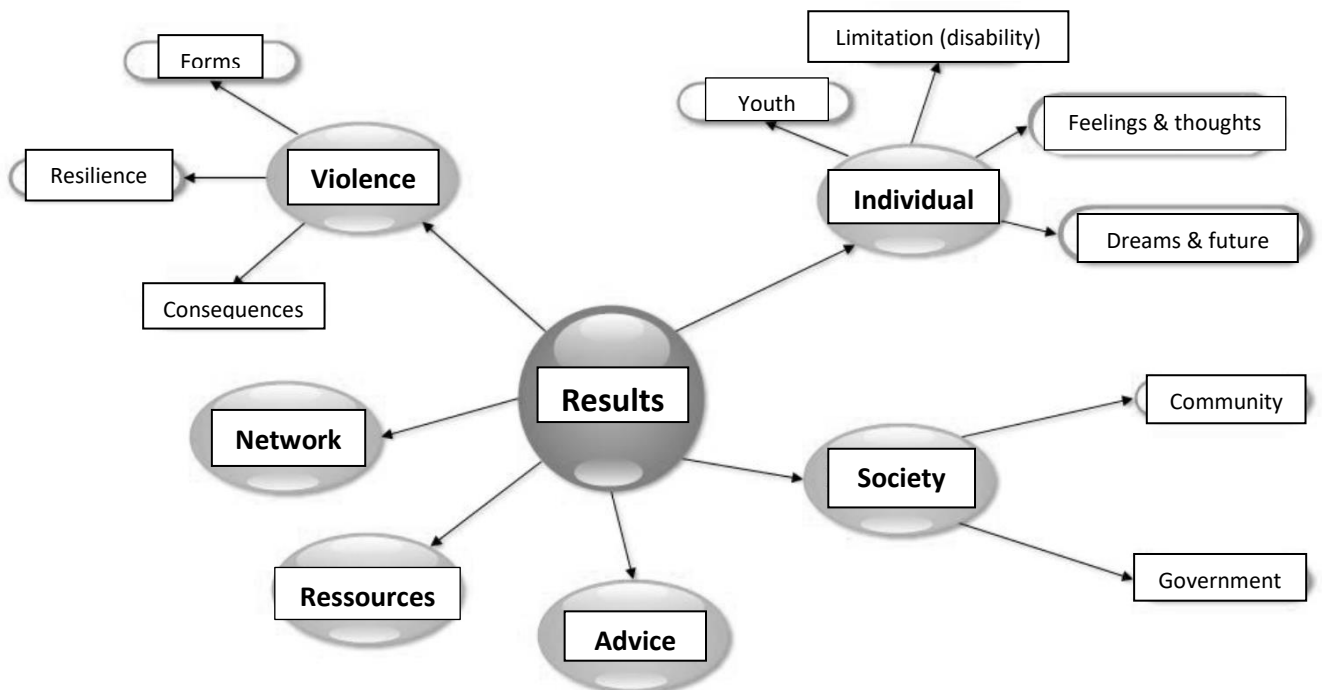 Limitation (disability)
Forms
Youth
Feelings & thoughts
Resilience
Violence
Individual
Dreams & future
Consequences
Results
Community
Network
Society
Government
Ressources
Advice